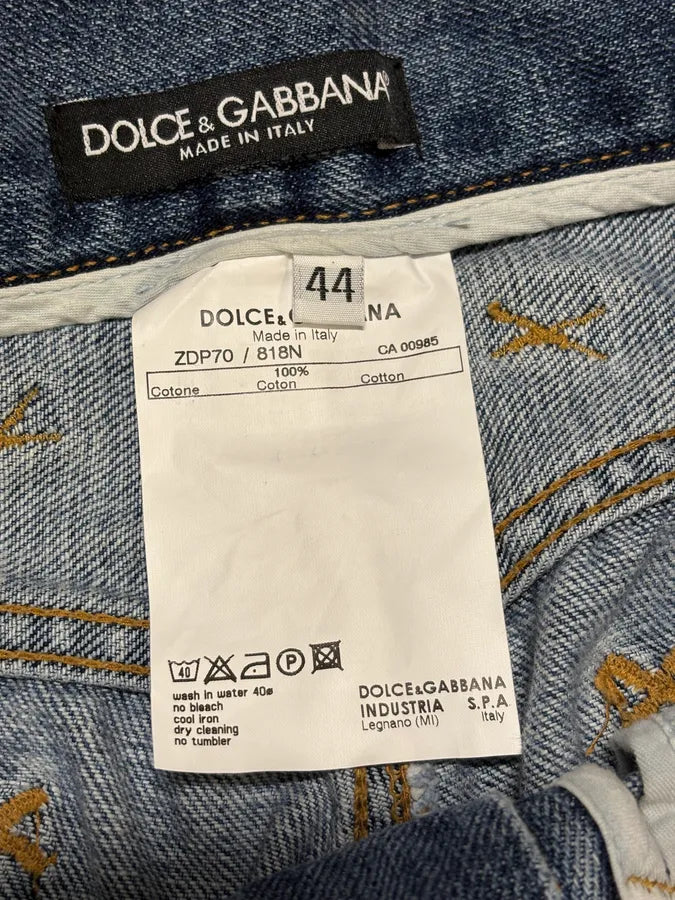 DOLCE & GABBANA
MADE IN ITALY
44
DOLCE& ANA
Made in Italy
ZDP70 / 818N CA 00985
100%
Cotone Coton Cotton
40 P
wash in water 40ø
no bleach
cool iron
dry cleaning
no tumbler
DOLCE&GABBANA
INDUSTRIA S.P.A
Legnano (MI) Italy